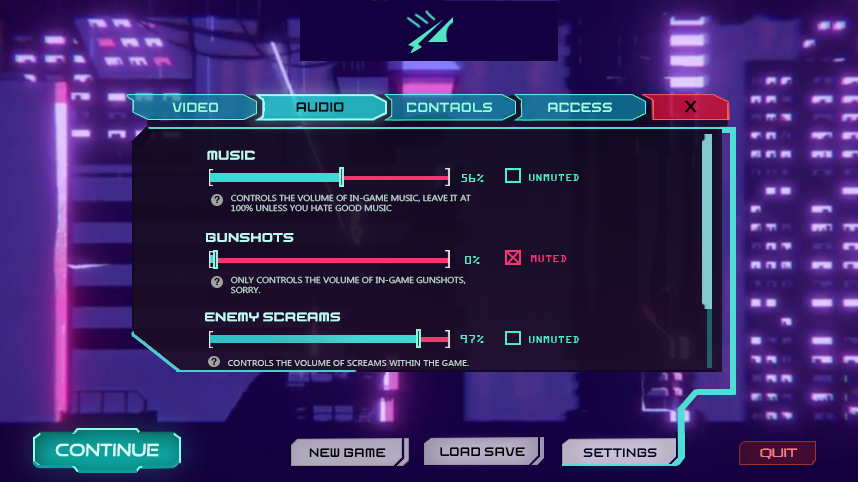 VIDEO
AUDIO
CONTROLS
ACCESS
X
MUSIC
56%
UNMUTED
? CONTROLS THE VOLUME OF IN-GAME MUSIC, LEAVE IT AT
100% UNLESS YOU HATE GOOD MUSIC
GUNSHOTS
0%
MUTED
? ONLY CONTROLS THE VOLUME OF IN-GAME GUNSHOTS,
SORRY.
ENEMY SCREAMS
97%
UNMUTED
? CONTROLS THE VOLUME OF SCREAMS WITHIN THE GAME.
CONTINUE
NEW GAME
LOAD SAVE
SETTINGS
QUIT